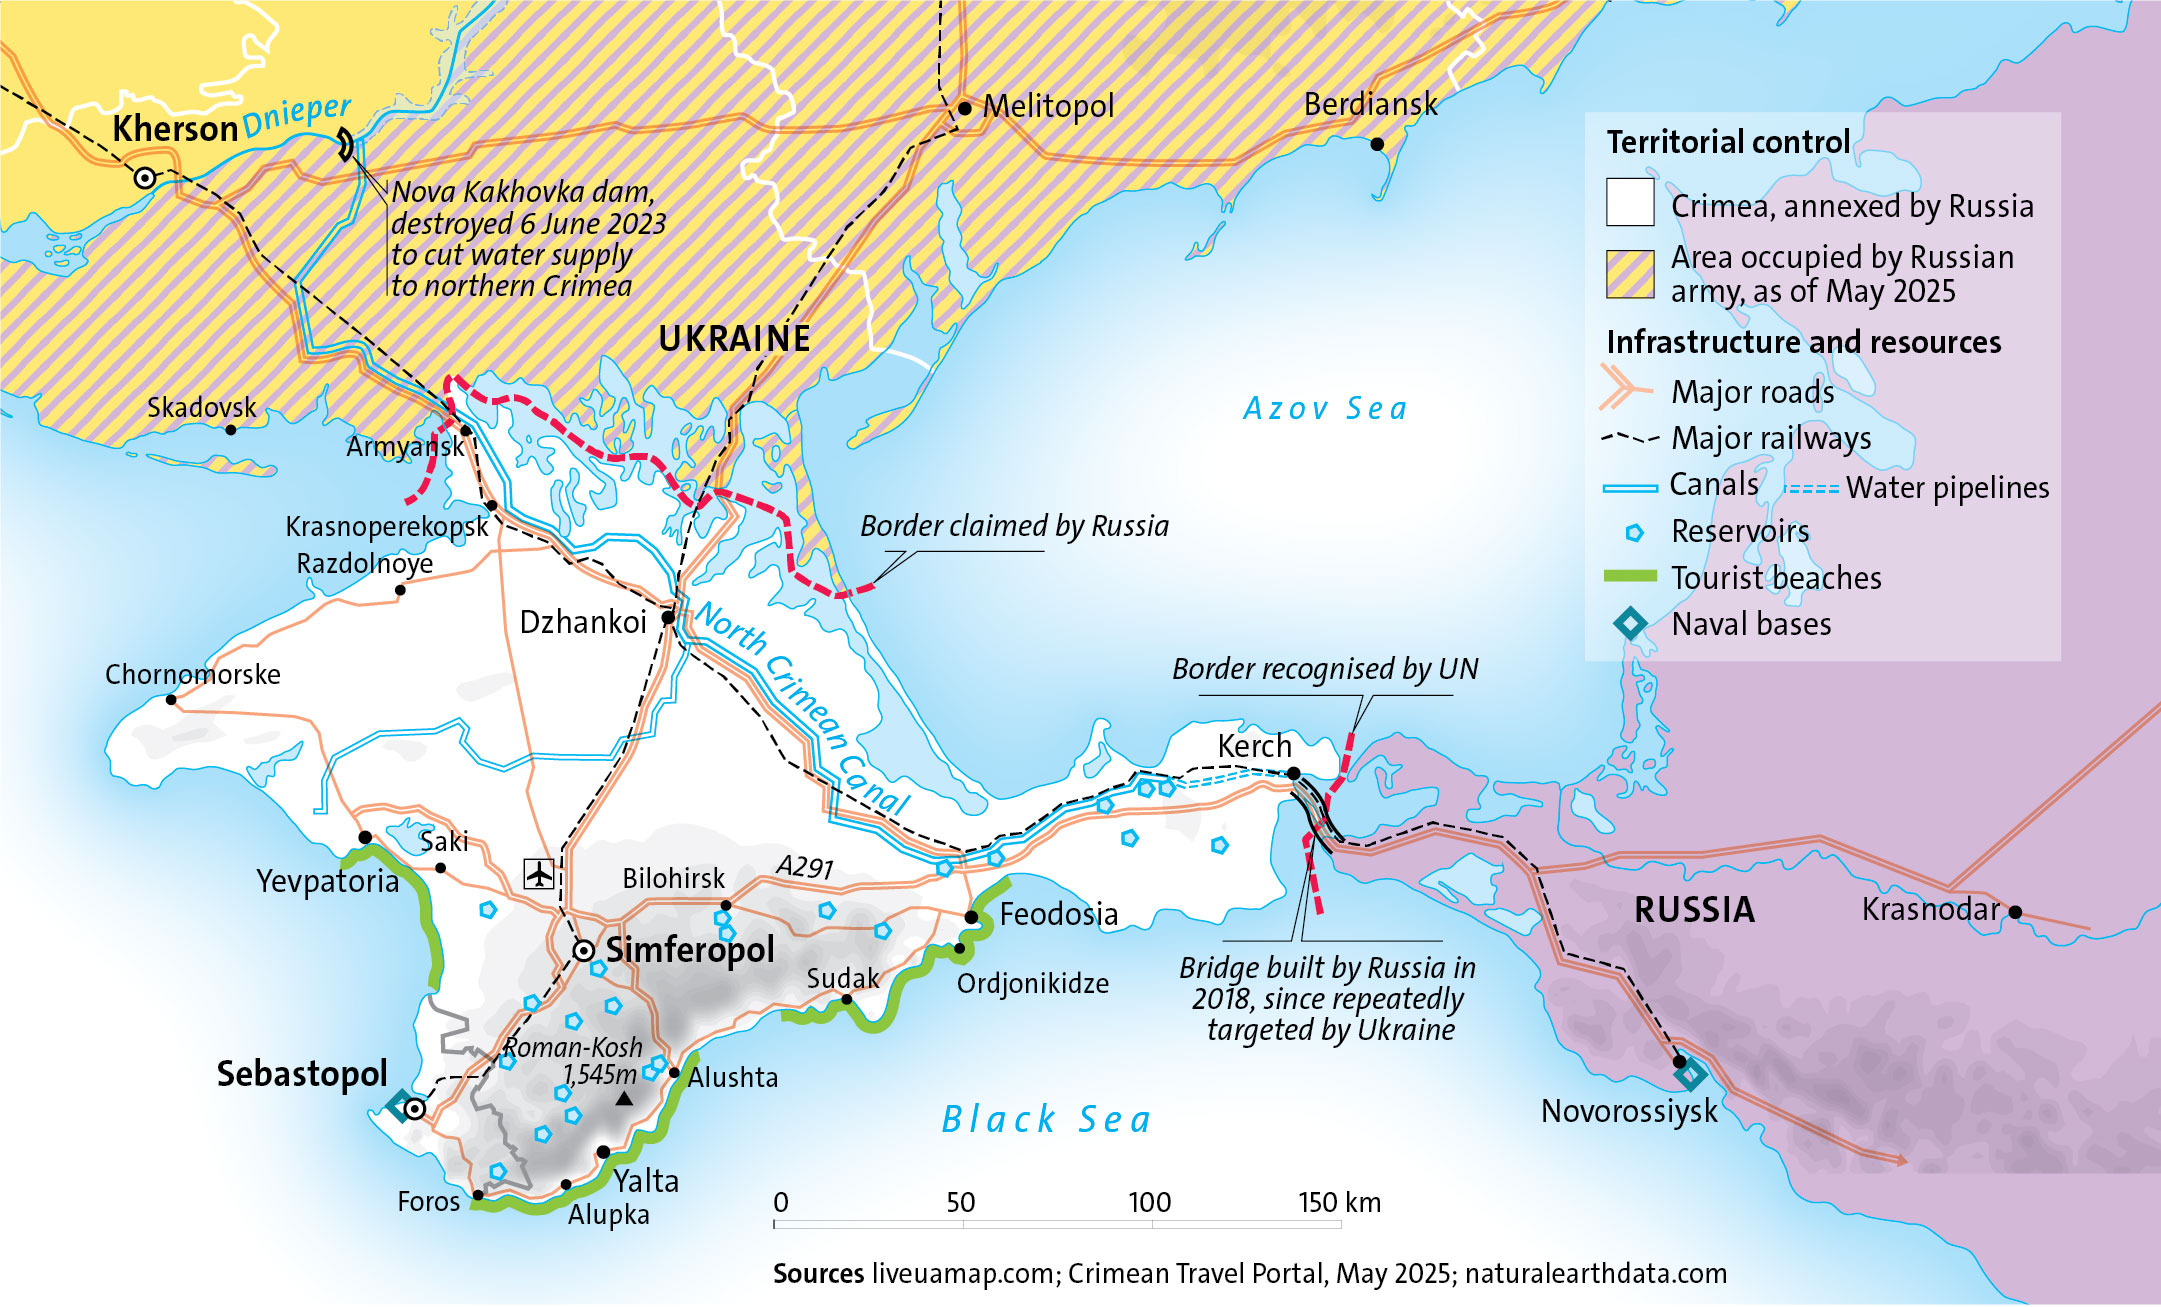 Kherson
Dnieper
Melitopol
Berdiansk
Nova Kakhovka dam,
destroyed 6 June 2023
to cut water supply
to northern Crimea
UKRAINE
Skadovsk
Armyansk
Azov Sea
Krasnoperekopsk
Border claimed by Russia
Razdolnoye
Dzhankoi
North Crimean Canal
Chornomorske
Border recognised by UN
Kerch
Saki
Yevpatoria
Bilohirsk
A291
Feodosia
RUSSIA
Krasnodar
Simferopol
Sudak
Ordjonikidze
Bridge built by Russia in
2018, since repeatedly
targeted by Ukraine
Roman-Kosh
1,545m
Sebastopol
Alushta
Black Sea
Novorossiysk
Yalta
Foros
Alupka
Territorial control
Crimea, annexed by Russia
Area occupied by Russian
army, as of May 2025
Infrastructure and resources
Major roads
Major railways
Canals Water pipelines
Reservoirs
Tourist beaches
Naval bases
0 50 100 150 km
Sources liveuamap.com; Crimean Travel Portal, May 2025; naturalearthdata.com